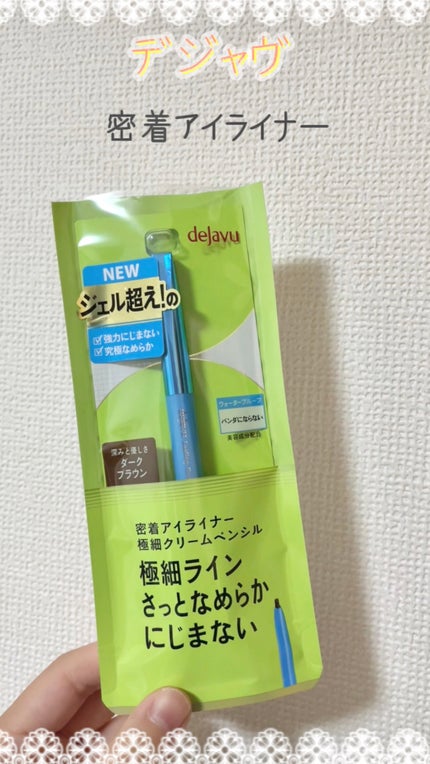 デジャヴ
密着アイライナー
deJavu
NEW
ジェル超え!の
強力ににじまない
究極なめらか
ウォータープルーフ
パンダにならない
美容成分配合
深みと優しさ
ダーク
ブラウン
密着アイライナー
極細クリームペンシル
極細ライン
さっとなめらか
にじまない